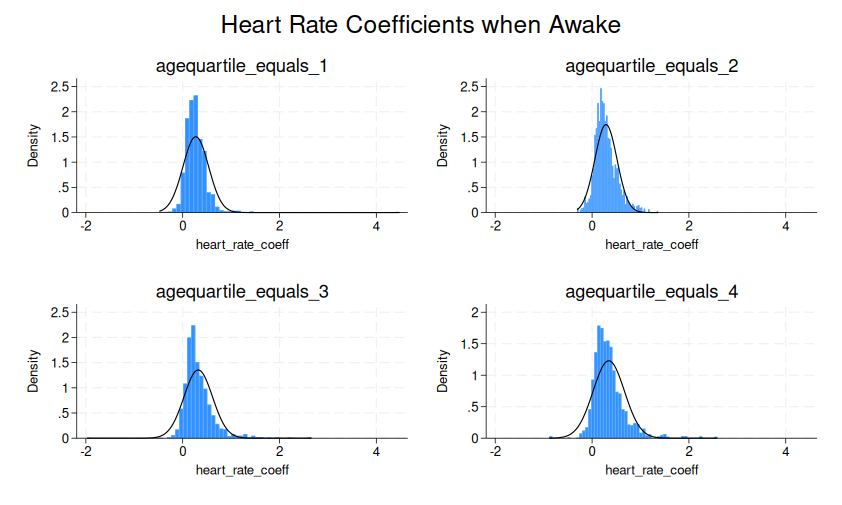 Heart Rate Coefficients when Awake
agequartile_equals_1
Density
2.5
2
1.5
1
.5
0
-2 0 2 4
heart_rate_coeff
agequartile_equals_2
Density
2.5
2
1.5
1
.5
0
-2 0 2 4
heart_rate_coeff
agequartile_equals_3
Density
2.5
2
1.5
1
.5
0
-2 0 2 4
heart_rate_coeff
agequartile_equals_4
Density
2
1.5
1
.5
0
-2 0 2 4
heart_rate_coeff